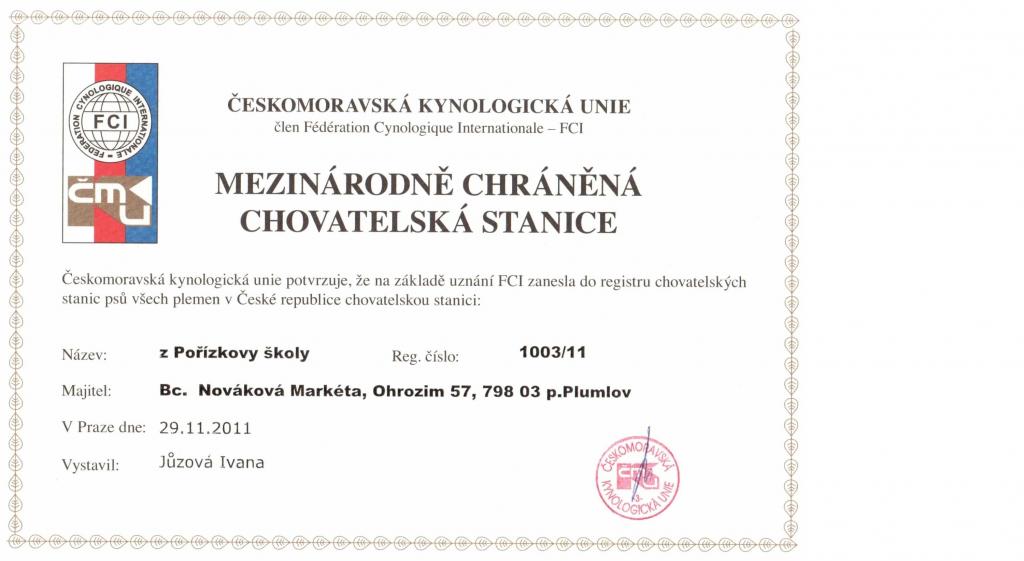 ČESKOMORAVSKÁ KYNOLOGICKÁ UNIE
člen Fédération Cynologique Internationale – FCI
FEDERATION CYNOLOGIQUE INTERNATIONALE
FCI
ČMKU
MEZINÁRODNĚ CHRÁNĚNÁ
CHOVATELSKÁ STANICE
Českomoravská kynologická unie potvrzuje, že na základě uznání FCI zanesla do registru chovatelských
stanic psů všech plemen v České republice chovatelskou stanici:
Název: z Pořízkovy školy Reg. číslo: 1003/11
Majitel: Bc. Nováková Markéta, Ohrozim 57, 798 03 p.Plumlov
V Praze dne: 29.11.2011
Vystavil: Jůzová Ivana
ČESKOMORAVSKÁ
KYNOLOGICKÁ UNIE
-3-